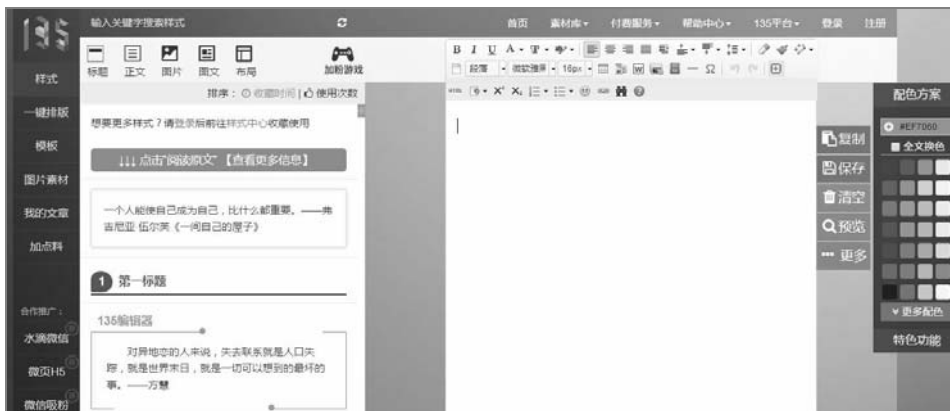 135
输入关键字搜索样式
首页 素材库 付费服务 帮助中心 135平台 登录 注册
样式
一键排版
模板
图片素材
我的文章
加点料
合作推广：
水滴微信
微页H5
微信吸粉
标题 正文 图片 图文 布局 加粉游戏
排序： 收藏时间 | 使用次数
想要更多样式？请登录后前往样式中心收藏使用
↓↓↓ 点击“阅读原文”【查看更多信息】
一个人能使自己成为自己，比什么都重要。——弗
吉尼亚 伍尔芙《一间自己的屋子》
1 第一标题
135编辑器
对异地恋的人来说，失去联系就是人口失
踪，就是世界末日，就是一切可以想到的最坏的
事。——方慧
B I U A T
段落 微软雅黑 16px Ω
HTML X² X₂
复制
保存
清空
预览
更多
配色方案
#EF7060
全文换色
更多配色
特色功能